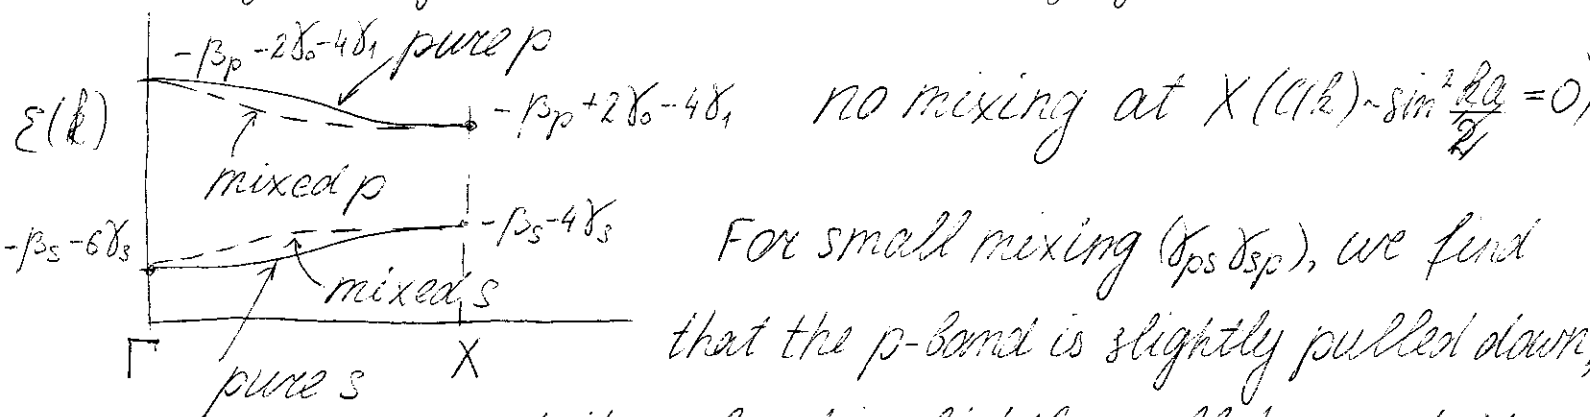 -βp -2γ₀-4γ₁
pure p
ε(k)
-βp+2γ₀-4γ₁
no mixing at X (C(k)~sin² ka/2 =0)
mixed p
-βs-6γs
-βs-4γs
mixed s
For small mixing (γps γsp), we find
Γ
X
that the p-band is slightly pulled down,
pure s